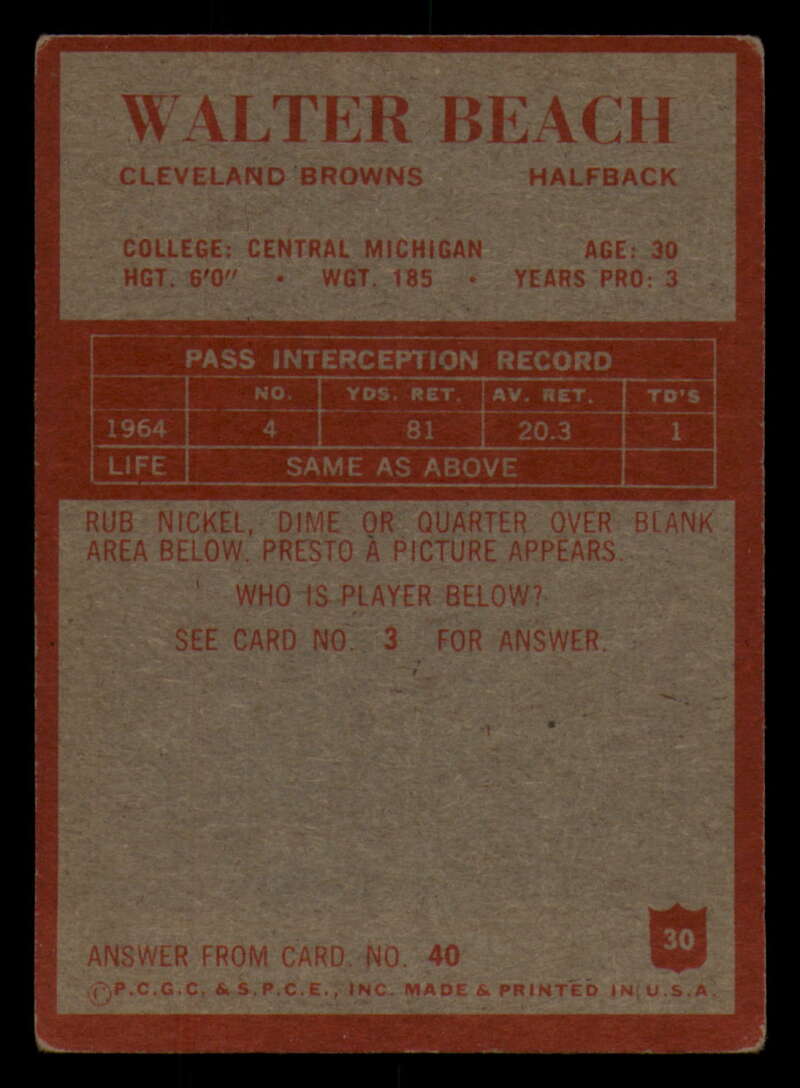 WALTER BEACH
CLEVELAND BROWNS HALFBACK
COLLEGE: CENTRAL MICHIGAN AGE: 30
HGT. 6'0" • WGT. 185 • YEARS PRO: 3
PASS INTERCEPTION RECORD
NO. YDS. RET. AV. RET. TD'S
1964 4 81 20.3 1
LIFE SAME AS ABOVE
RUB NICKEL, DIME OR QUARTER OVER BLANK
AREA BELOW. PRESTO A PICTURE APPEARS.
WHO IS PLAYER BELOW?
SEE CARD NO. 3 FOR ANSWER.
30
ANSWER FROM CARD. NO. 40
©P.C.G.C. & S.P.C.E., INC. MADE & PRINTED IN U.S.A.